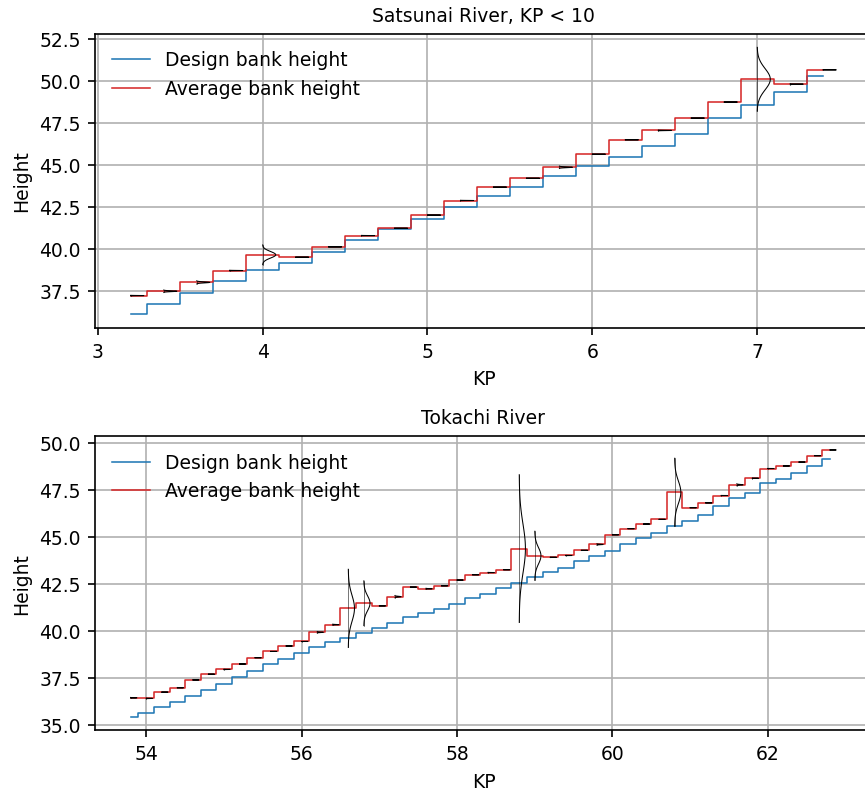 Satsunai River, KP < 10
52.5
50.0
47.5
45.0
42.5
40.0
37.5
Height
Design bank height
Average bank height
3
4
5
6
7
KP
Tokachi River
50.0
47.5
45.0
42.5
40.0
37.5
35.0
Height
Design bank height
Average bank height
54
56
58
60
62
KP